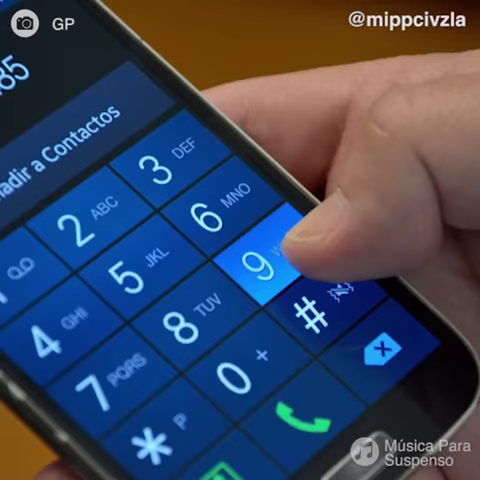 GP
@mippcivzla
85
adir a Contactos
1
2 ABC
3 DEF
4 GHI
5 JKL
6 MNO
7 PQRS
8 TUV
9 W
* P
0 +
#
Música Para
Suspenso